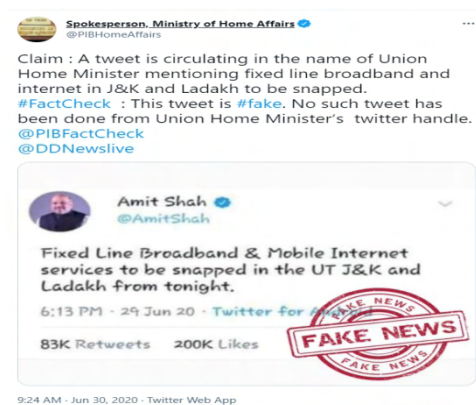 Spokesperson, Ministry of Home Affairs
@PIBHomeAffairs
Claim : A tweet is circulating in the name of Union
Home Minister mentioning fixed line broadband and
internet in J&K and Ladakh to be snapped.
#FactCheck : This tweet is #fake. No such tweet has
been done from Union Home Minister's twitter handle.
@PIBFactCheck
@DDNewslive
Amit Shah
@AmitShah
Fixed Line Broadband & Mobile Internet
services to be snapped in the UT J&K and
Ladakh from tonight.
6:13 PM · 29 Jun 20 · Twitter for Android
83K Retweets 200K Likes
FAKE NEWS
FAKE NEWS
FAKE NEWS
9:24 AM · Jun 30, 2020 · Twitter Web App